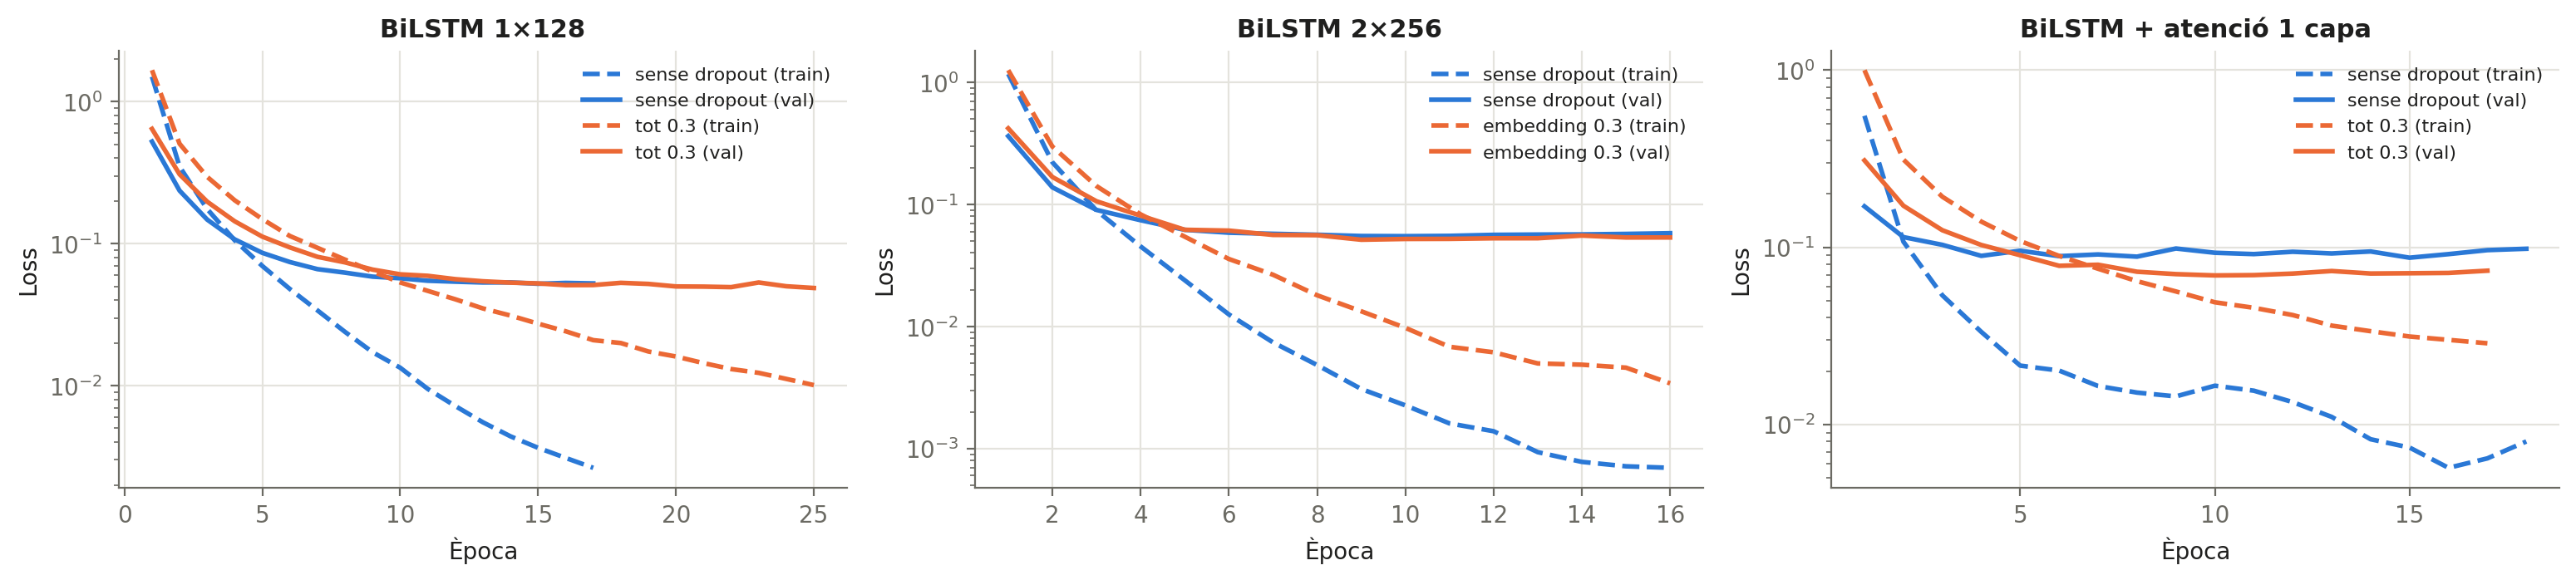 BiLSTM 1×128
Loss
10⁰
10⁻¹
10⁻²
sense dropout (train)
sense dropout (val)
tot 0.3 (train)
tot 0.3 (val)
0 5 10 15 20 25
Època
BiLSTM 2×256
Loss
10⁰
10⁻¹
10⁻²
10⁻³
sense dropout (train)
sense dropout (val)
embedding 0.3 (train)
embedding 0.3 (val)
2 4 6 8 10 12 14 16
Època
BiLSTM + atenció 1 capa
Loss
10⁰
10⁻¹
10⁻²
sense dropout (train)
sense dropout (val)
tot 0.3 (train)
tot 0.3 (val)
5 10 15
Època